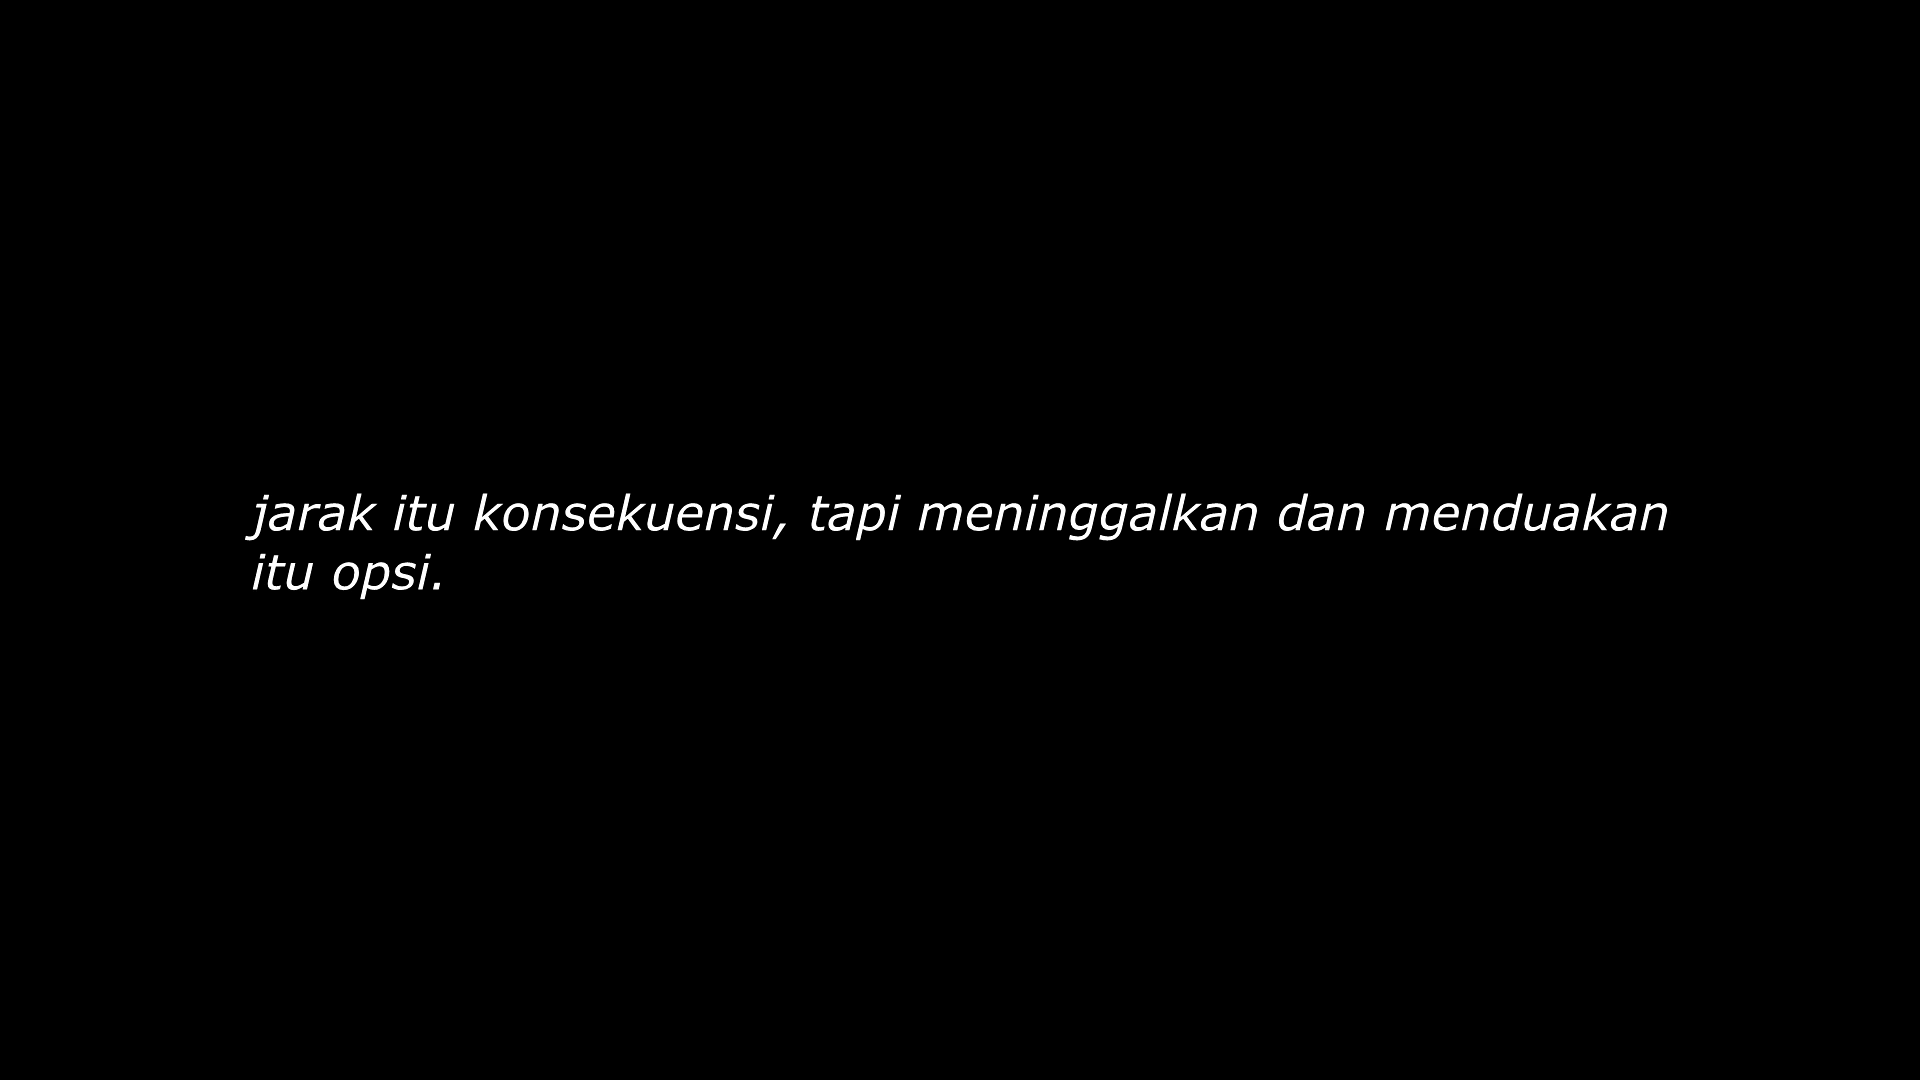 jarak itu konsekuensi, tapi meninggalkan dan menduakan
itu opsi.